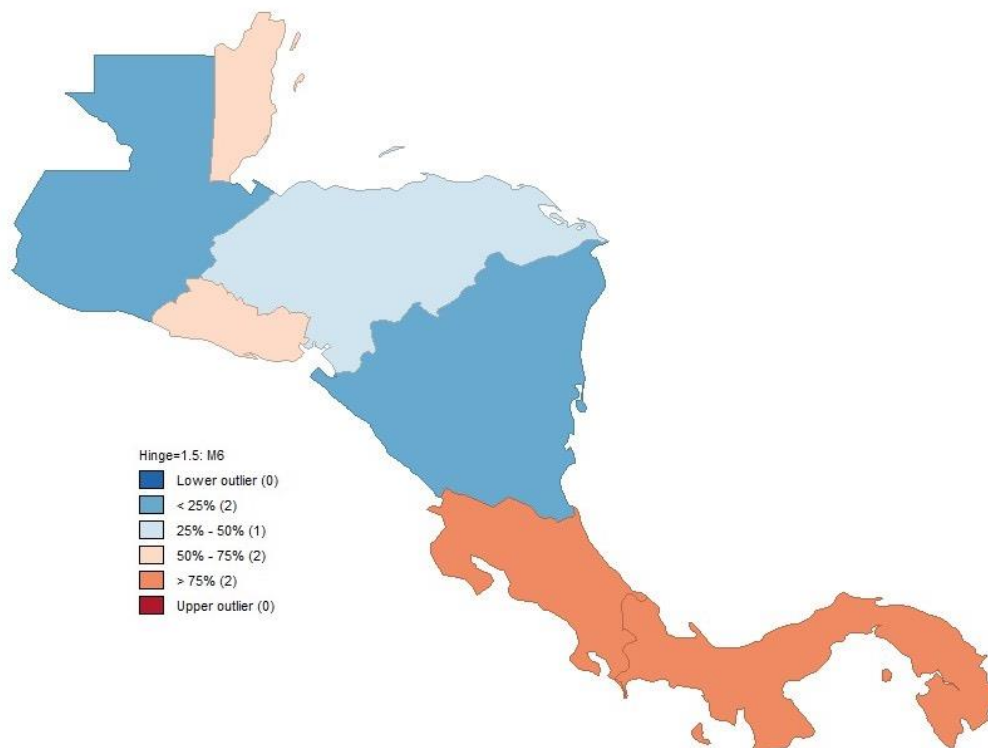 Hinge=1.5: M6
Lower outlier (0)
< 25% (2)
25% - 50% (1)
50% - 75% (2)
> 75% (2)
Upper outlier (0)